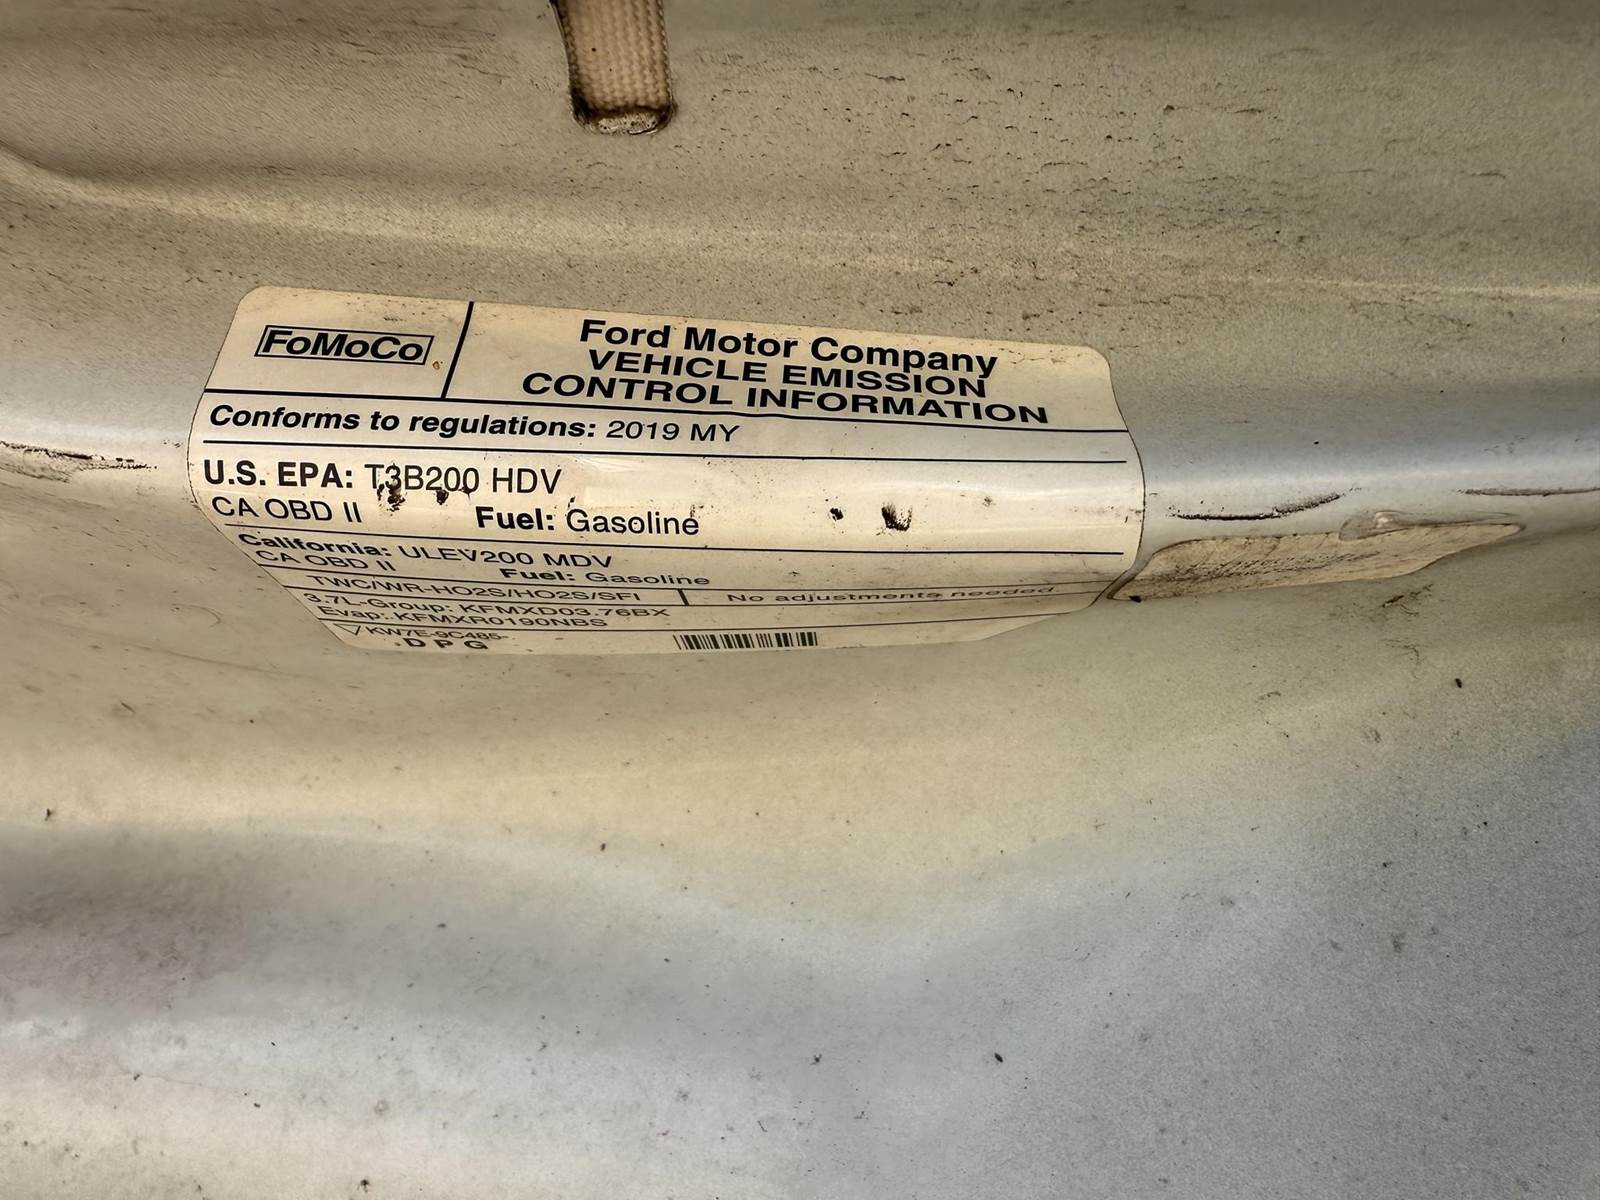 FoMoCo
Ford Motor Company
VEHICLE EMISSION
CONTROL INFORMATION
Conforms to regulations: 2019 MY
U.S. EPA: T3B200 HDV
CA OBD II Fuel: Gasoline
California: ULEV200 MDV
CA OBD II Fuel: Gasoline
TWC/WR-HO2S/HO2S/SFI No adjustments needed.
3.7L-Group: KFMXD03.76BX
Evap: KFMXR0190NBS
KW7E-9C485-
DPG